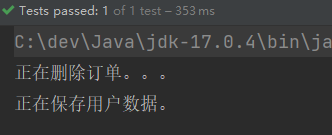 Tests passed: 1 of 1 test – 353 ms
C:\dev\Java\jdk-17.0.4\bin\ja
正在删除订单。。。
正在保存用户数据。